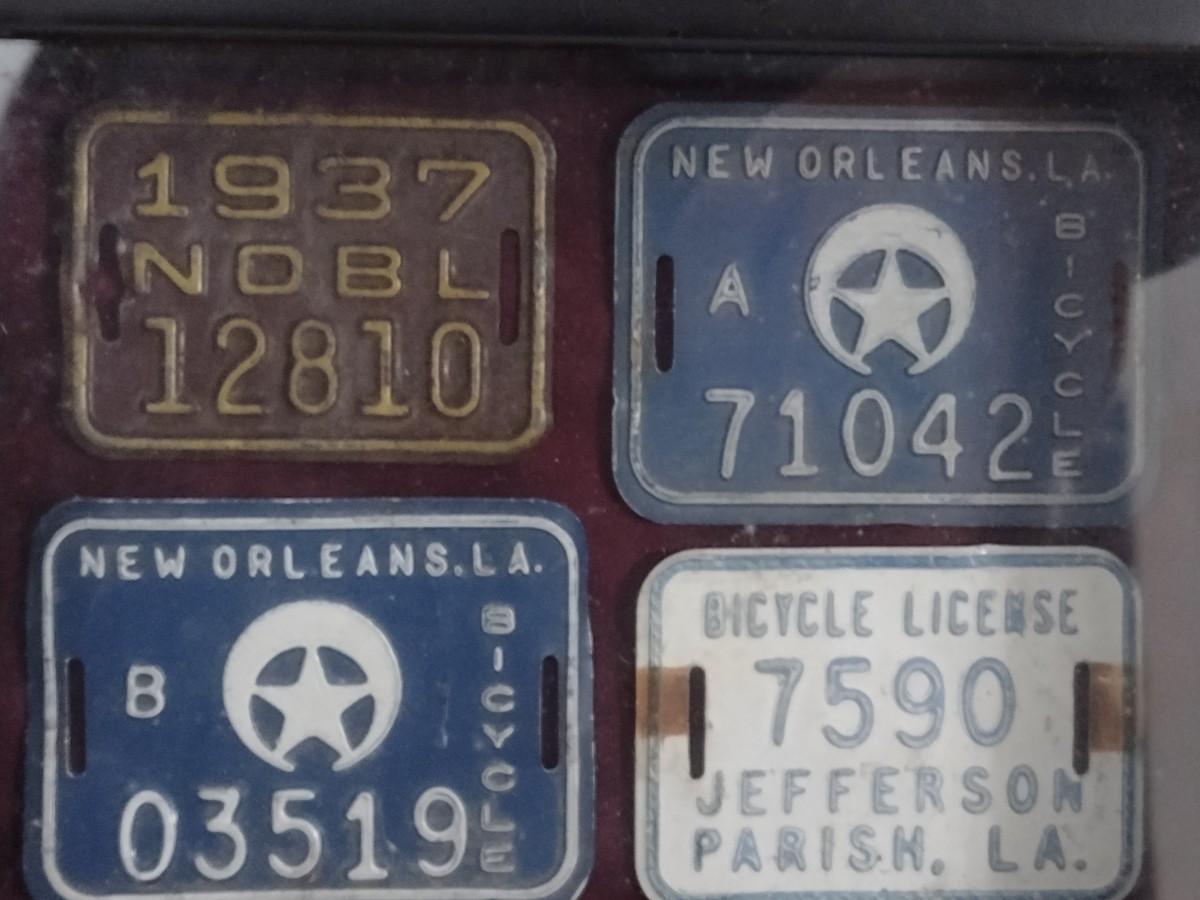 1937
NOBL
12810
NEW ORLEANS.LA.
A
BICYCLE
71042
NEW ORLEANS.LA.
B
BICYCLE
03519
BICYCLE LICENSE
7590
JEFFERSON
PARISH. LA.